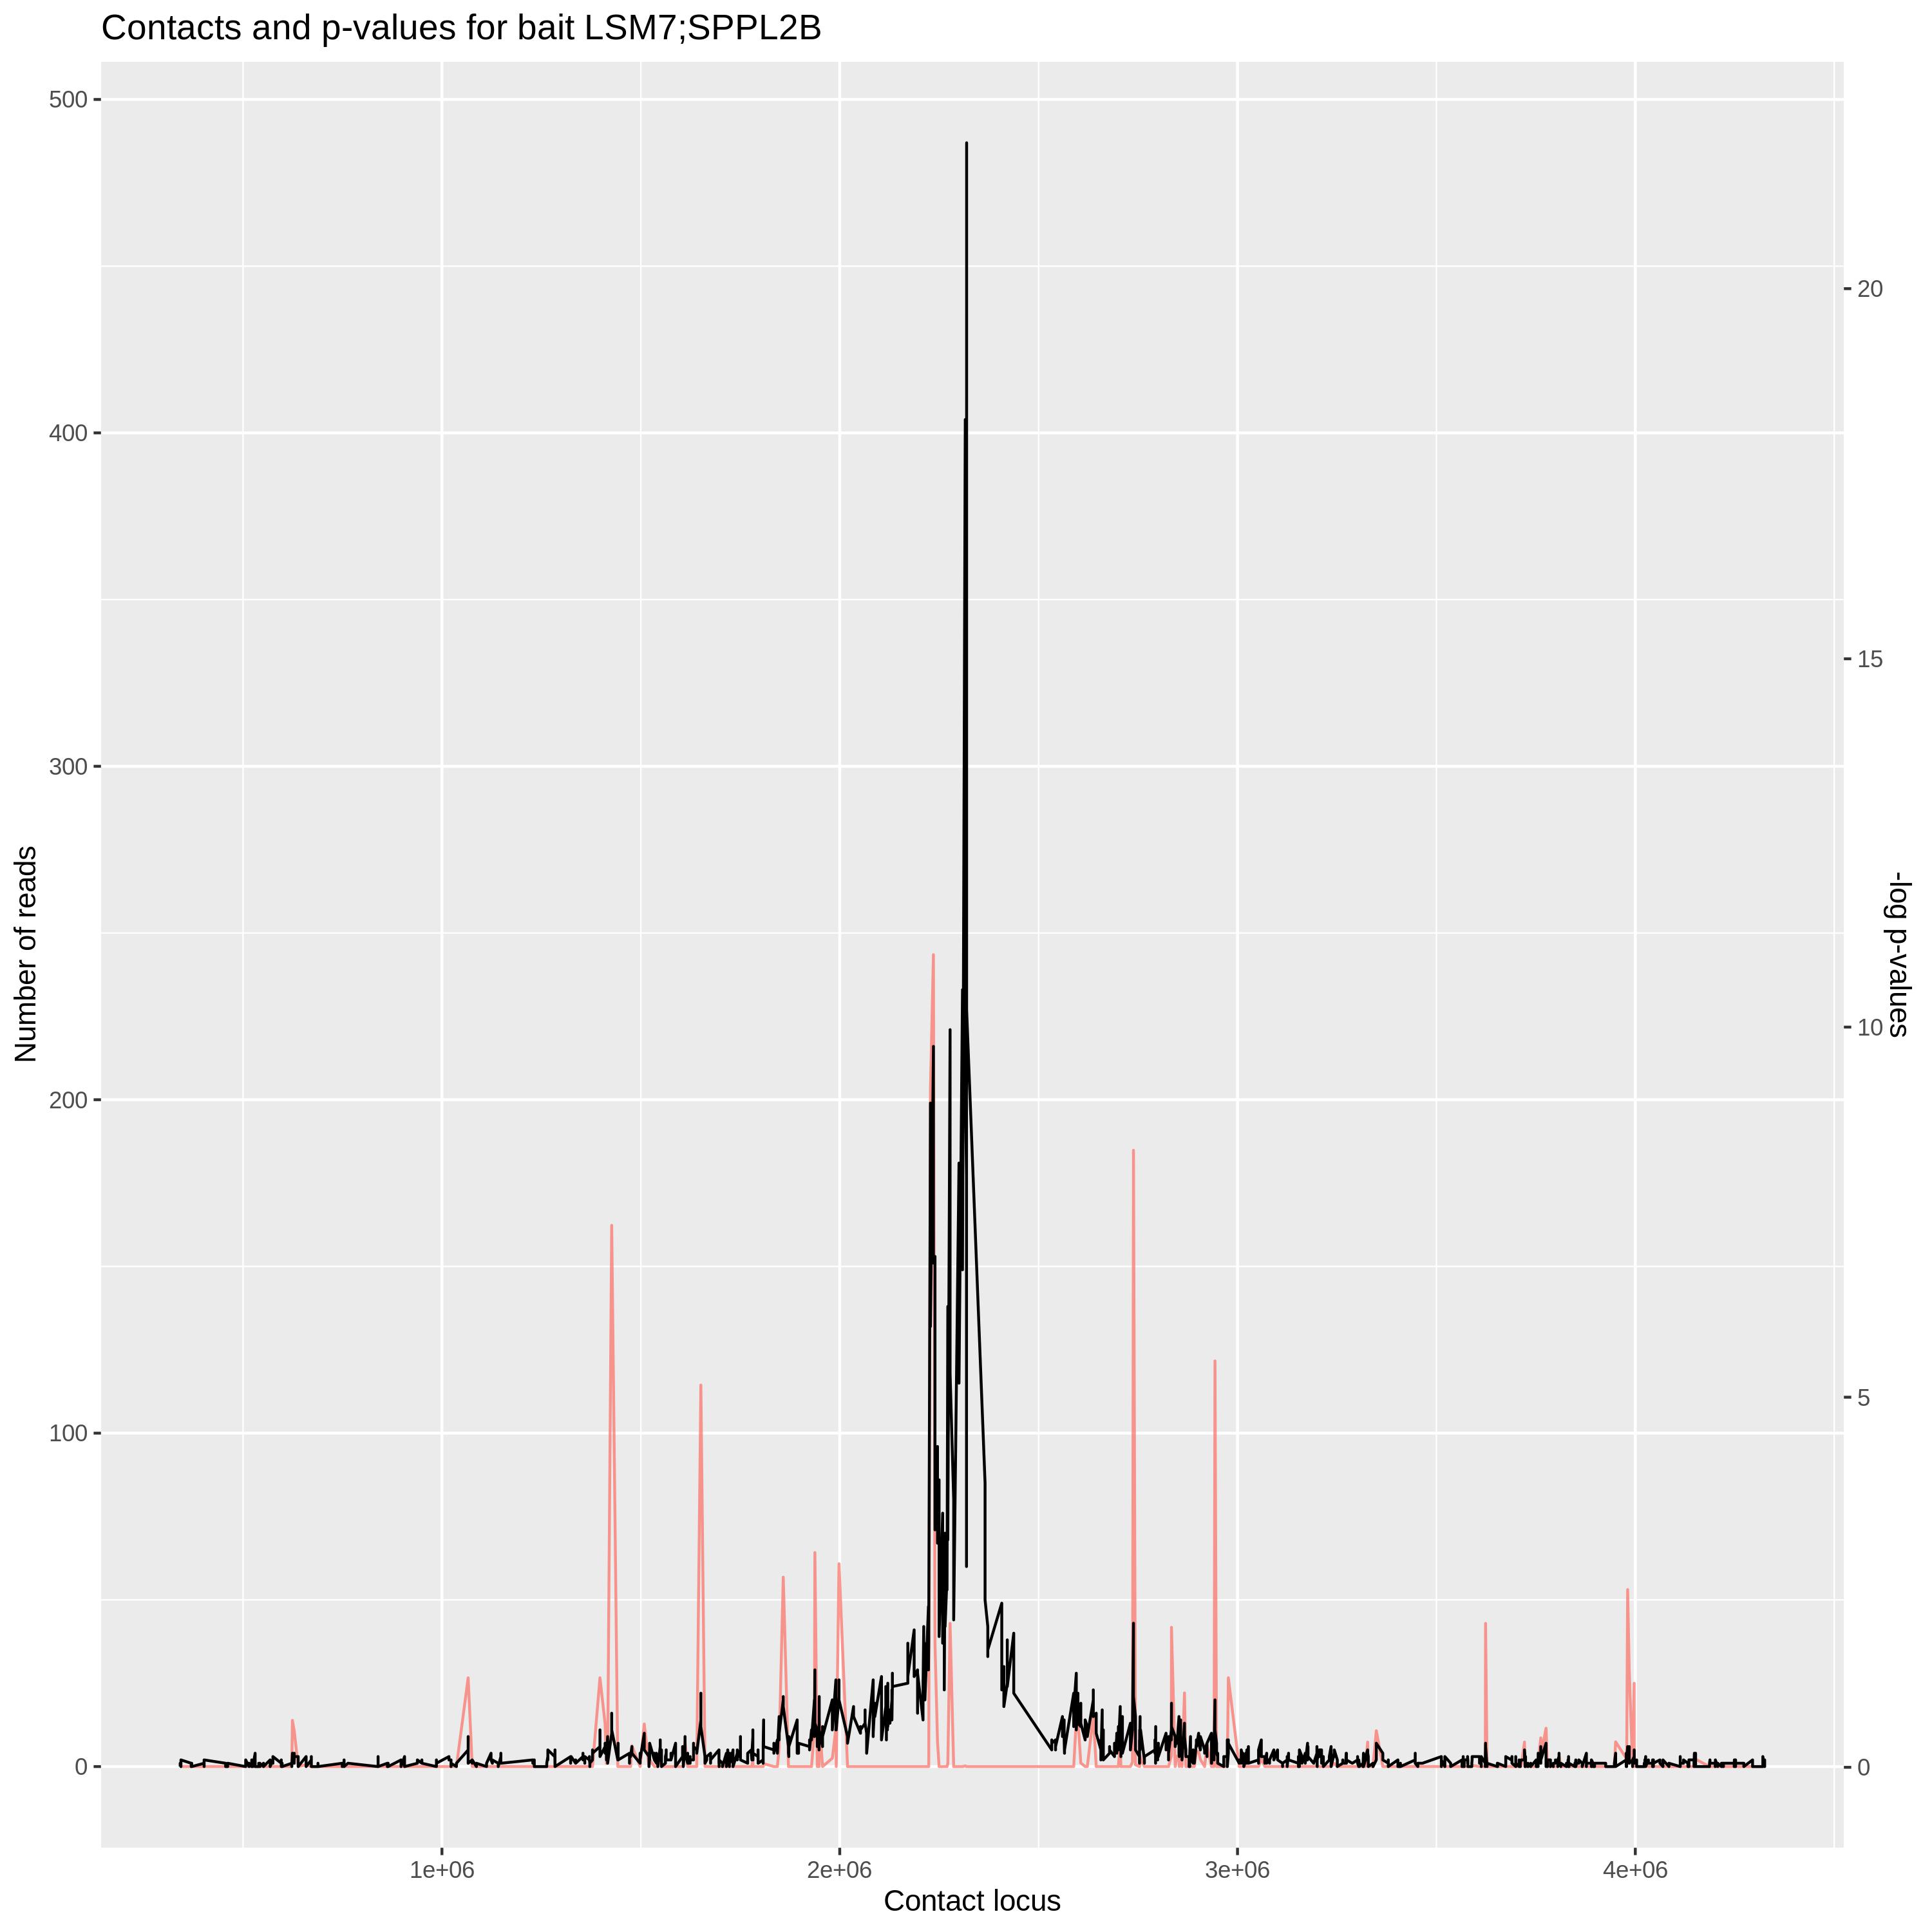 Contacts and p-values for bait LSM7;SPPL2B
500
400
300
200
100
0
Number of reads
20
15
10
5
0
-log p-values
1e+06
2e+06
3e+06
4e+06
Contact locus